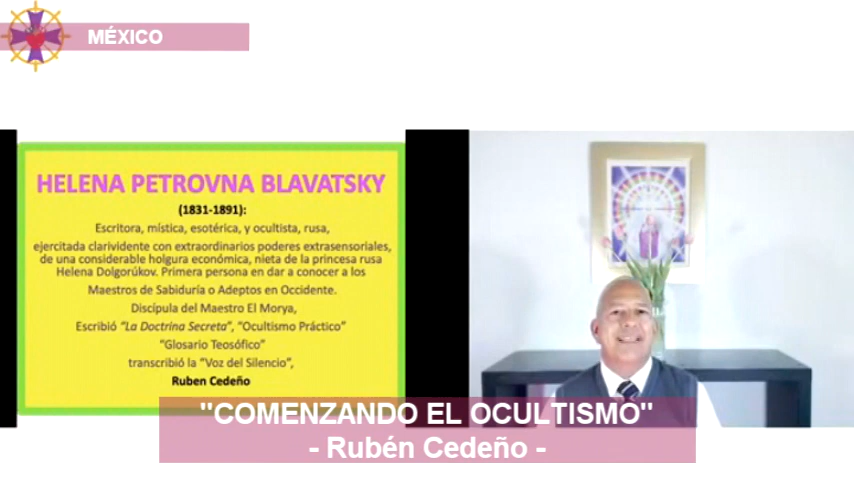 MÉXICO
HELENA PETROVNA BLAVATSKY
(1831-1891):
Escritora, mística, esotérica, y ocultista, rusa,
ejercitada clarividente con extraordinarios poderes extrasensoriales,
de una considerable holgura económica, nieta de la princesa rusa
Helena Dolgorúkov. Primera persona en dar a conocer a los
Maestros de Sabiduría o Adeptos en Occidente.
Discípula del Maestro El Morya,
Escribió “La Doctrina Secreta”, “Ocultismo Práctico”
“Glosario Teosófico”
transcribió la “Voz del Silencio”,
Ruben Cedeño
"COMENZANDO EL OCULTISMO"
- Rubén Cedeño -